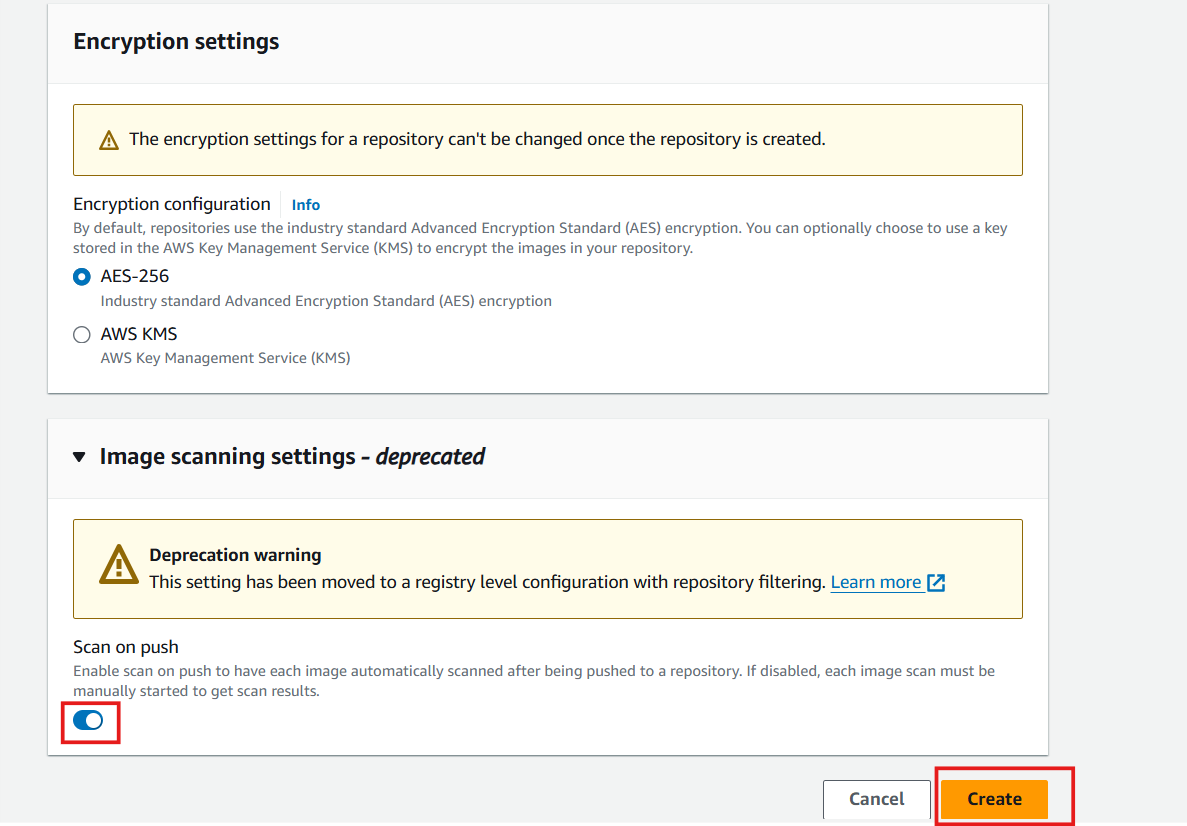 Encryption settings
The encryption settings for a repository can't be changed once the repository is created.
Encryption configuration Info
By default, repositories use the industry standard Advanced Encryption Standard (AES) encryption. You can optionally choose to use a key
stored in the AWS Key Management Service (KMS) to encrypt the images in your repository.
AES-256
Industry standard Advanced Encryption Standard (AES) encryption
AWS KMS
AWS Key Management Service (KMS)
Image scanning settings - deprecated
Deprecation warning
This setting has been moved to a registry level configuration with repository filtering. Learn more
Scan on push
Enable scan on push to have each image automatically scanned after being pushed to a repository. If disabled, each image scan must be
manually started to get scan results.
Cancel Create